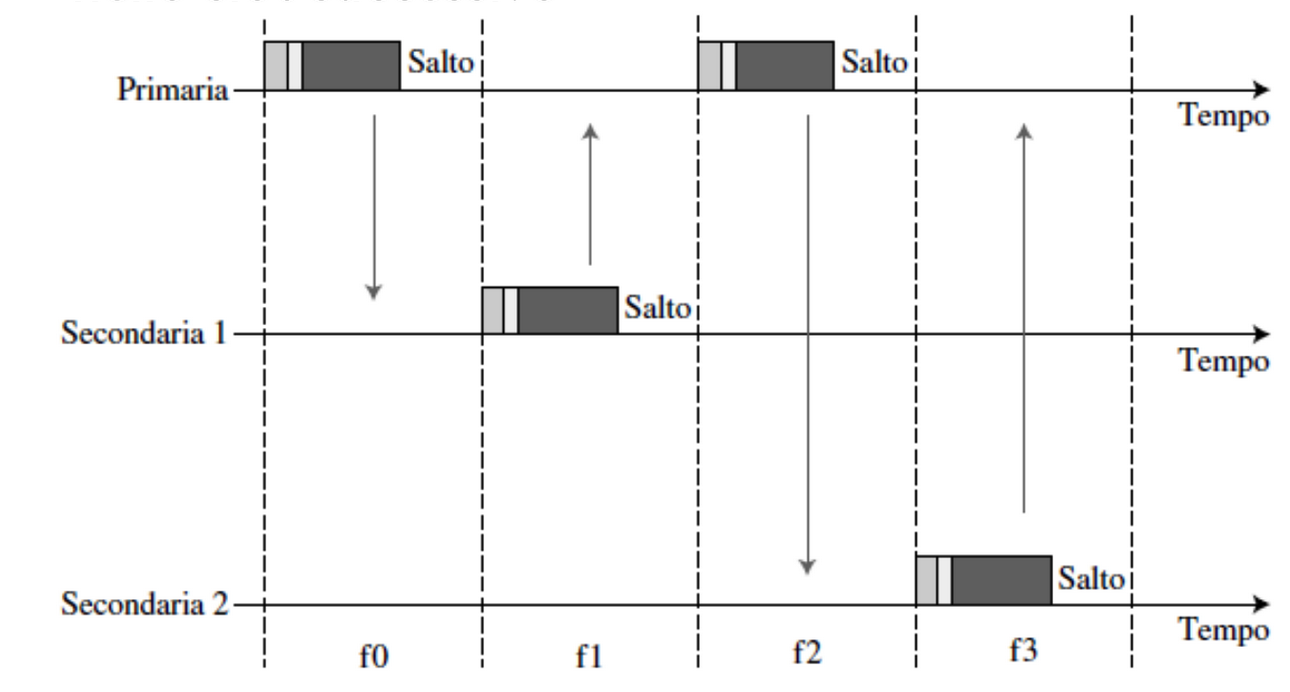 Salto
Salto
Primaria
Tempo
Salto
Secondaria 1
Tempo
Salto
Secondaria 2
Tempo
f0
f1
f2
f3